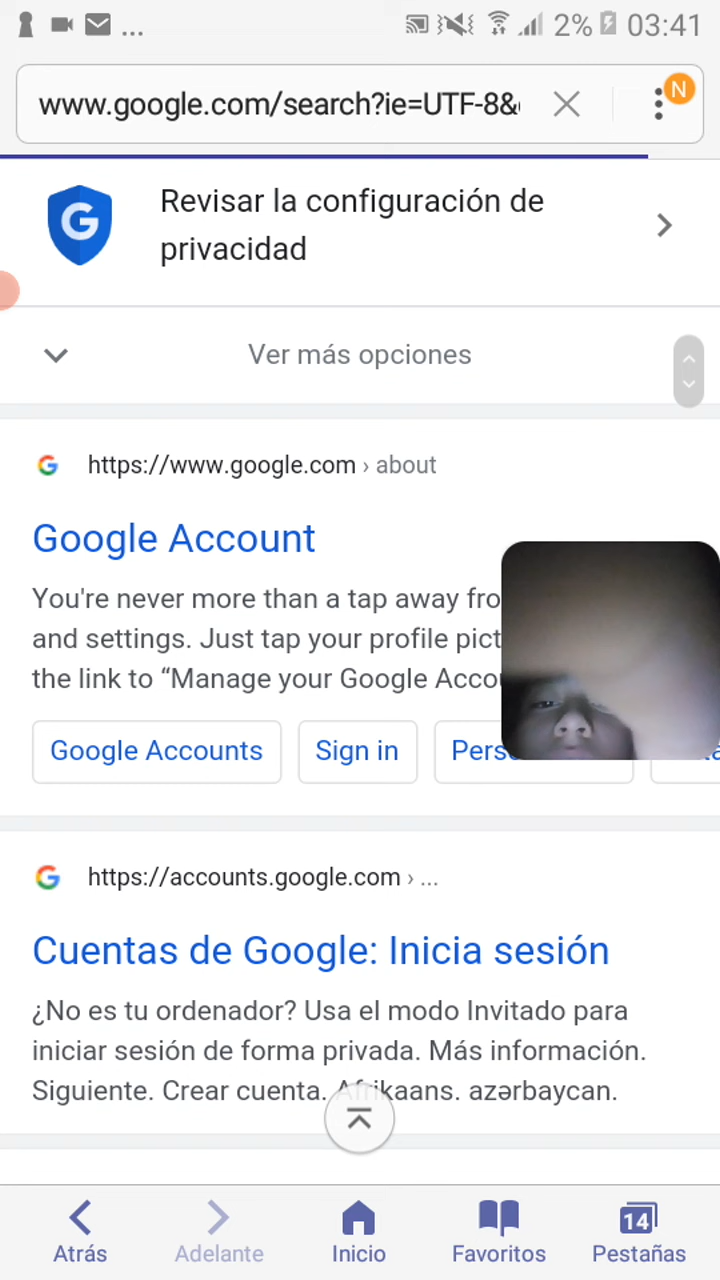 ... 2% 03:41
www.google.com/search?ie=UTF-8&
N
Revisar la configuración de
privacidad
Ver más opciones
https://www.google.com › about
Google Account
You're never more than a tap away
and settings. Just tap your profile
the link to “Manage your Google
Google Accounts Sign in
https://accounts.google.com › ...
Cuentas de Google: Inicia sesión
¿No es tu ordenador? Usa el modo Invitado para
iniciar sesión de forma privada. Más información.
Siguiente. Crear cuenta. Afrikaans. azərbaycan.
14
Atrás Adelante Inicio Favoritos Pestañas